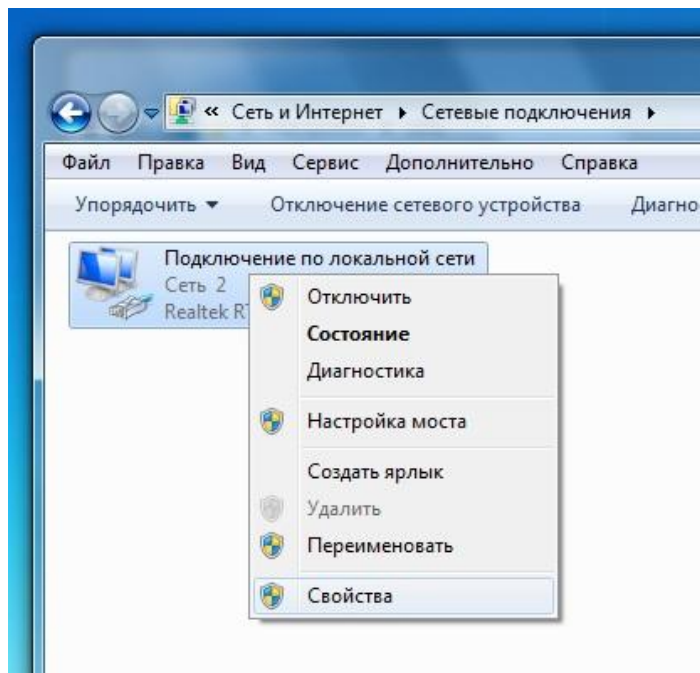 « Сеть и Интернет ▸ Сетевые подключения ▸
Файл Правка Вид Сервис Дополнительно Справка
Упорядочить ▾ Отключение сетевого устройства
Подключение по локальной сети
Сеть 2
Realtek
Отключить
Состояние
Диагностика
Настройка моста
Создать ярлык
Удалить
Переименовать
Свойства